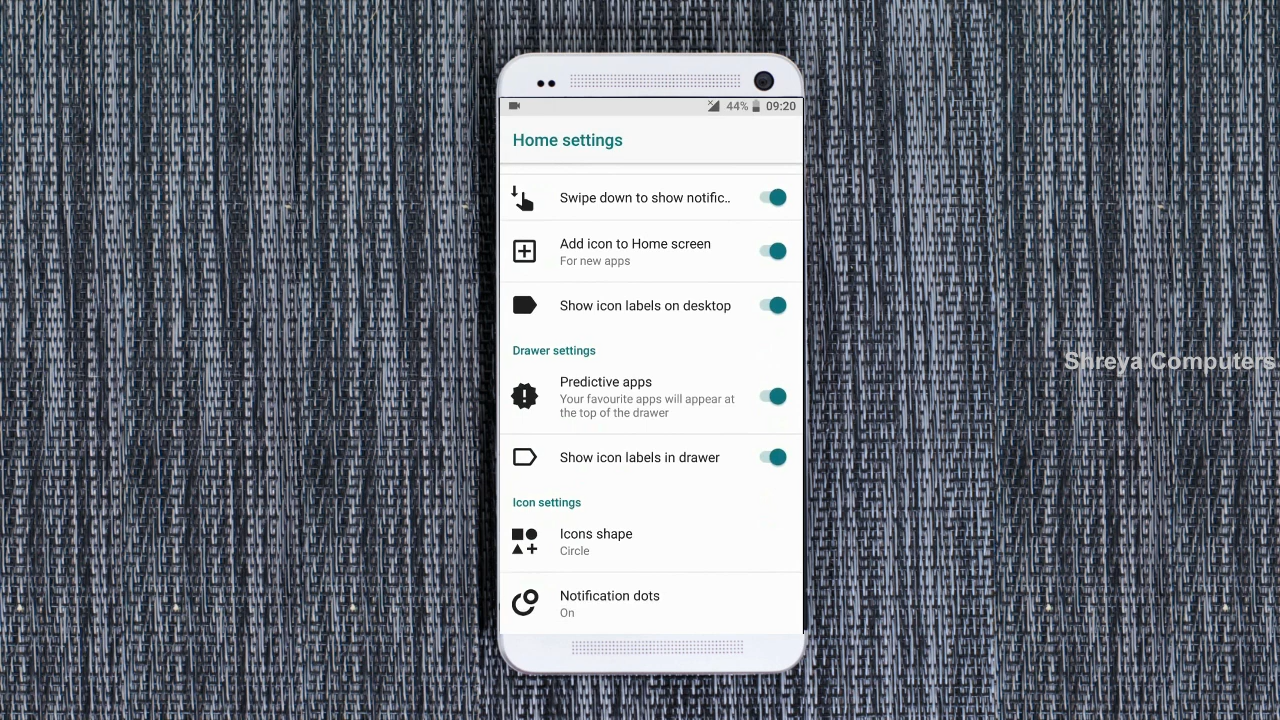 44% 09:20
Home settings
Swipe down to show notific..
Add icon to Home screen
For new apps
Show icon labels on desktop
Drawer settings
Predictive apps
Your favourite apps will appear at
the top of the drawer
Show icon labels in drawer
Icon settings
Icons shape
Circle
Notification dots
On
Shreya Computers